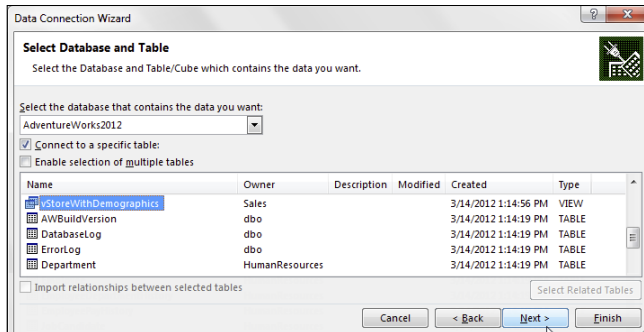 Data Connection Wizard
Select Database and Table
Select the Database and Table/Cube which contains the data you want.
Select the database that contains the data you want:
AdventureWorks2012
Connect to a specific table:
Enable selection of multiple tables
Name Owner Description Modified Created Type
vStoreWithDemographics Sales 3/14/2012 1:14:56 PM VIEW
AWBuildVersion dbo 3/14/2012 1:14:19 PM TABLE
DatabaseLog dbo 3/14/2012 1:14:19 PM TABLE
ErrorLog dbo 3/14/2012 1:14:19 PM TABLE
Department HumanResources 3/14/2012 1:14:19 PM TABLE
Import relationships between selected tables
Select Related Tables
Cancel < Back Next > Finish